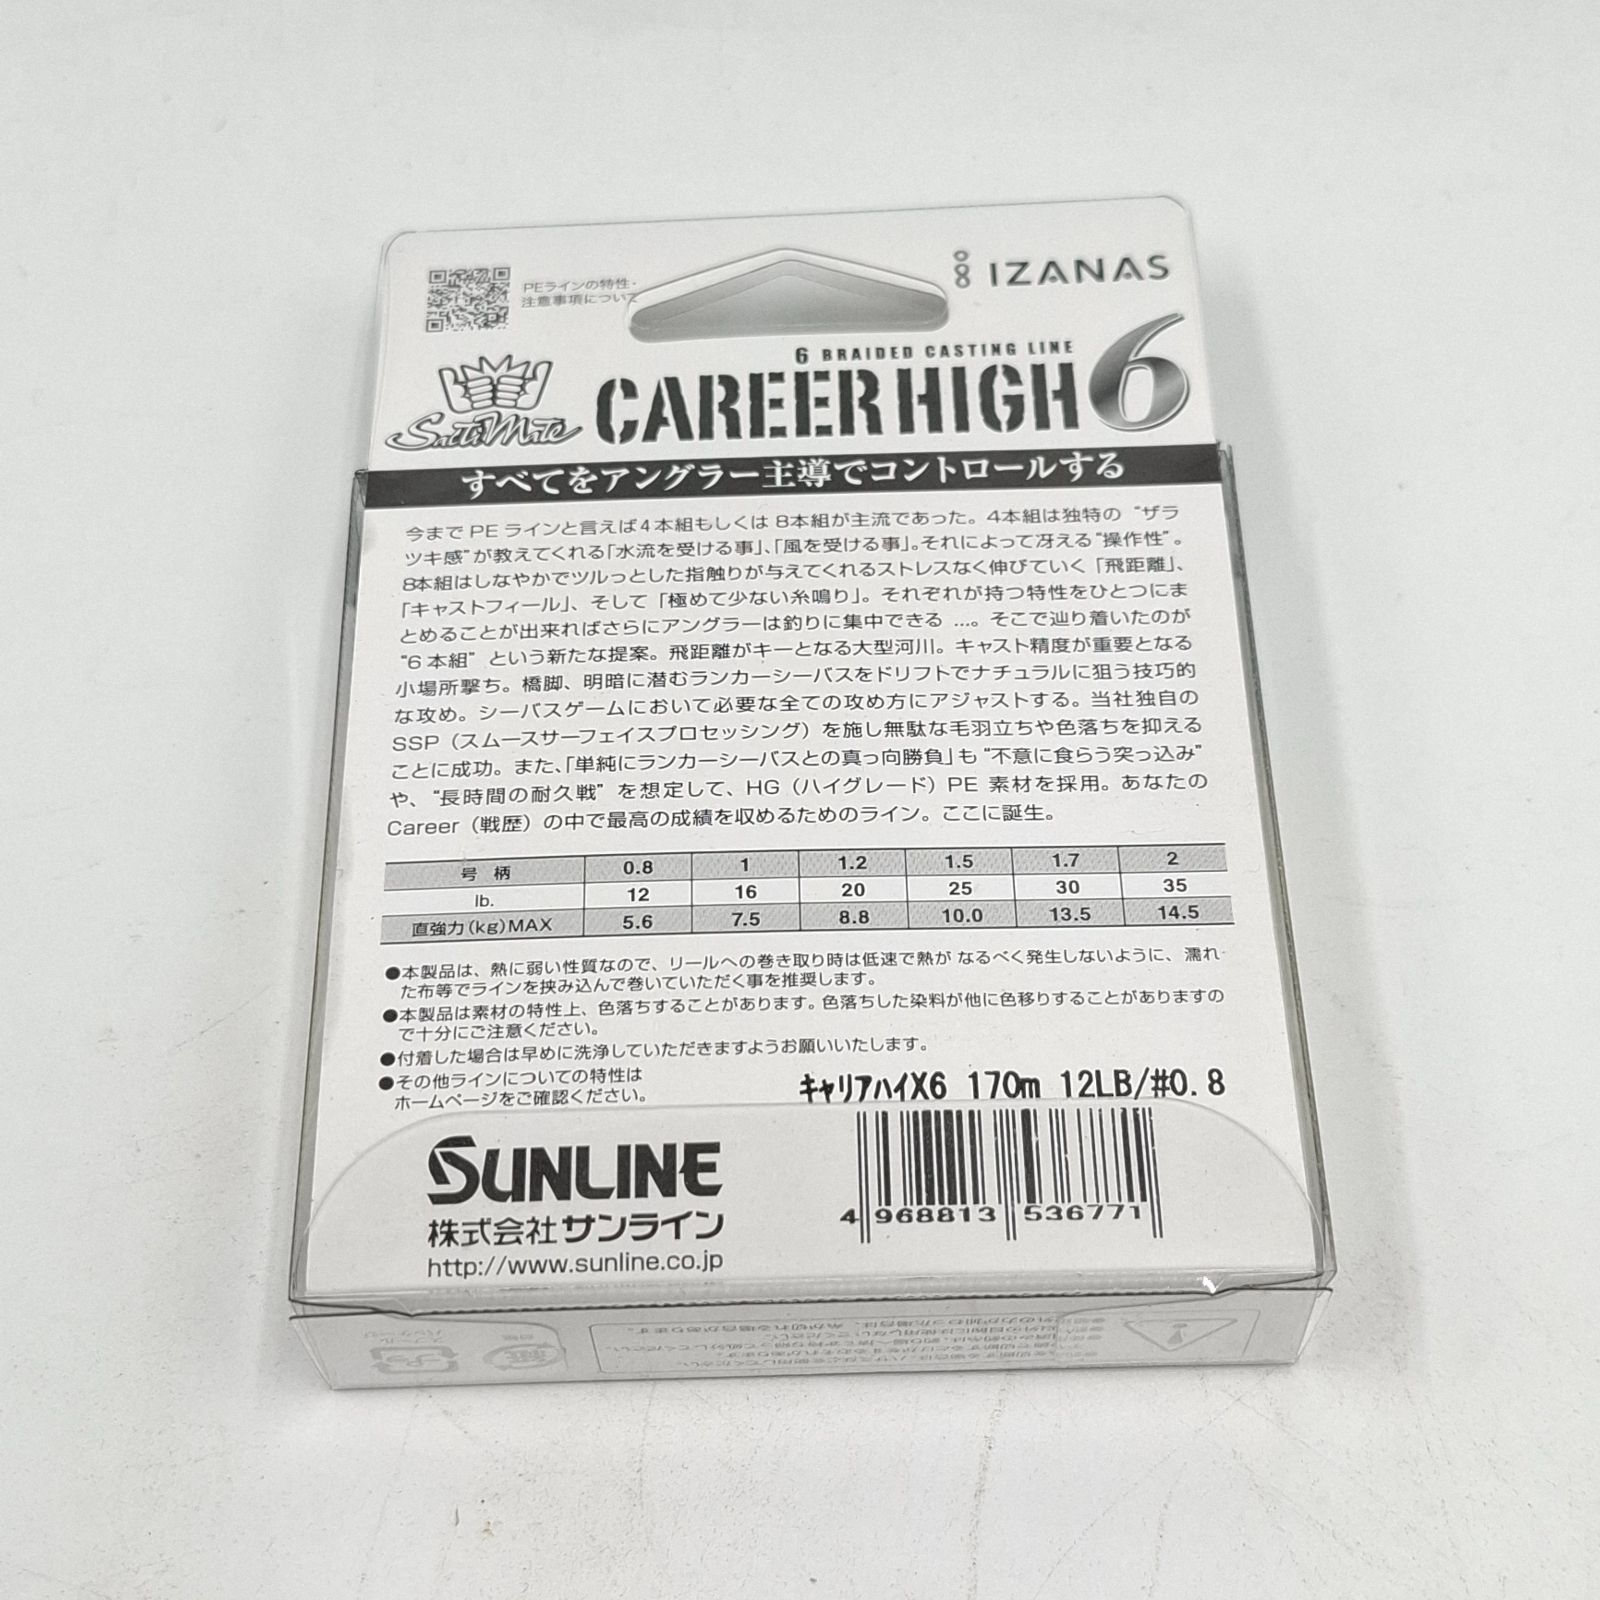 PEラインの特性・
注意事項について
IZANAS
6 BRAIDED CASTING LINE
CAREER HIGH 6
SaltiMate
すべてをアングラー主導でコントロールする
今まで PE ラインと言えば4本組もしくは 8本組が主流であった。4本組は独特の “ザラ
ツキ感”が教えてくれる「水流を受ける事」、「風を受ける事」。それによって冴える“操作性”。
8本組はしなやかでツルっとした指触りが与えてくれるストレスなく伸びていく「飛距離」、
「キャストフィール」、そして「極めて少ない糸鳴り」。それぞれが持つ特性をひとつにま
とめることが出来ればさらにアングラーは釣りに集中できる …。そこで辿り着いたのが
“6 本組” という新たな提案。飛距離がキーとなる大型河川。キャスト精度が重要となる
小場所撃ち。橋脚、明暗に潜むランカーシーバスをドリフトでナチュラルに狙う技巧的
な攻め。シーバスゲームにおいて必要な全ての攻め方にアジャストする。当社独自の
SSP（スムースサーフェイスプロセッシング）を施し無駄な毛羽立ちや色落ちを抑える
ことに成功。また、「単純にランカーシーバスとの真っ向勝負」も “不意に食らう突っ込み”
や、“長時間の耐久戦” を想定して、HG（ハイグレード）PE 素材を採用。あなたの
Career（戦歴）の中で最高の成績を収めるためのライン。ここに誕生。
号 柄 0.8 1 1.2 1.5 1.7 2
lb. 12 16 20 25 30 35
直強力(kg)MAX 5.6 7.5 8.8 10.0 13.5 14.5
●本製品は、熱に弱い性質なので、リールへの巻き取り時は低速で熱が なるべく発生しないように、濡れ
た布等でラインを挟み込んで巻いていただく事を推奨します。
●本製品は素材の特性上、色落ちすることがあります。色落ちした染料が他に色移りすることがありますの
で十分にご注意ください。
●付着した場合は早めに洗浄していただきますようお願いいたします。
●その他ラインについての特性は
ホームページをご確認ください。
キャリアハイX6 170m 12LB/#0.8
SUNLINE
株式会社サンライン
http://www.sunline.co.jp
4 968813 536771